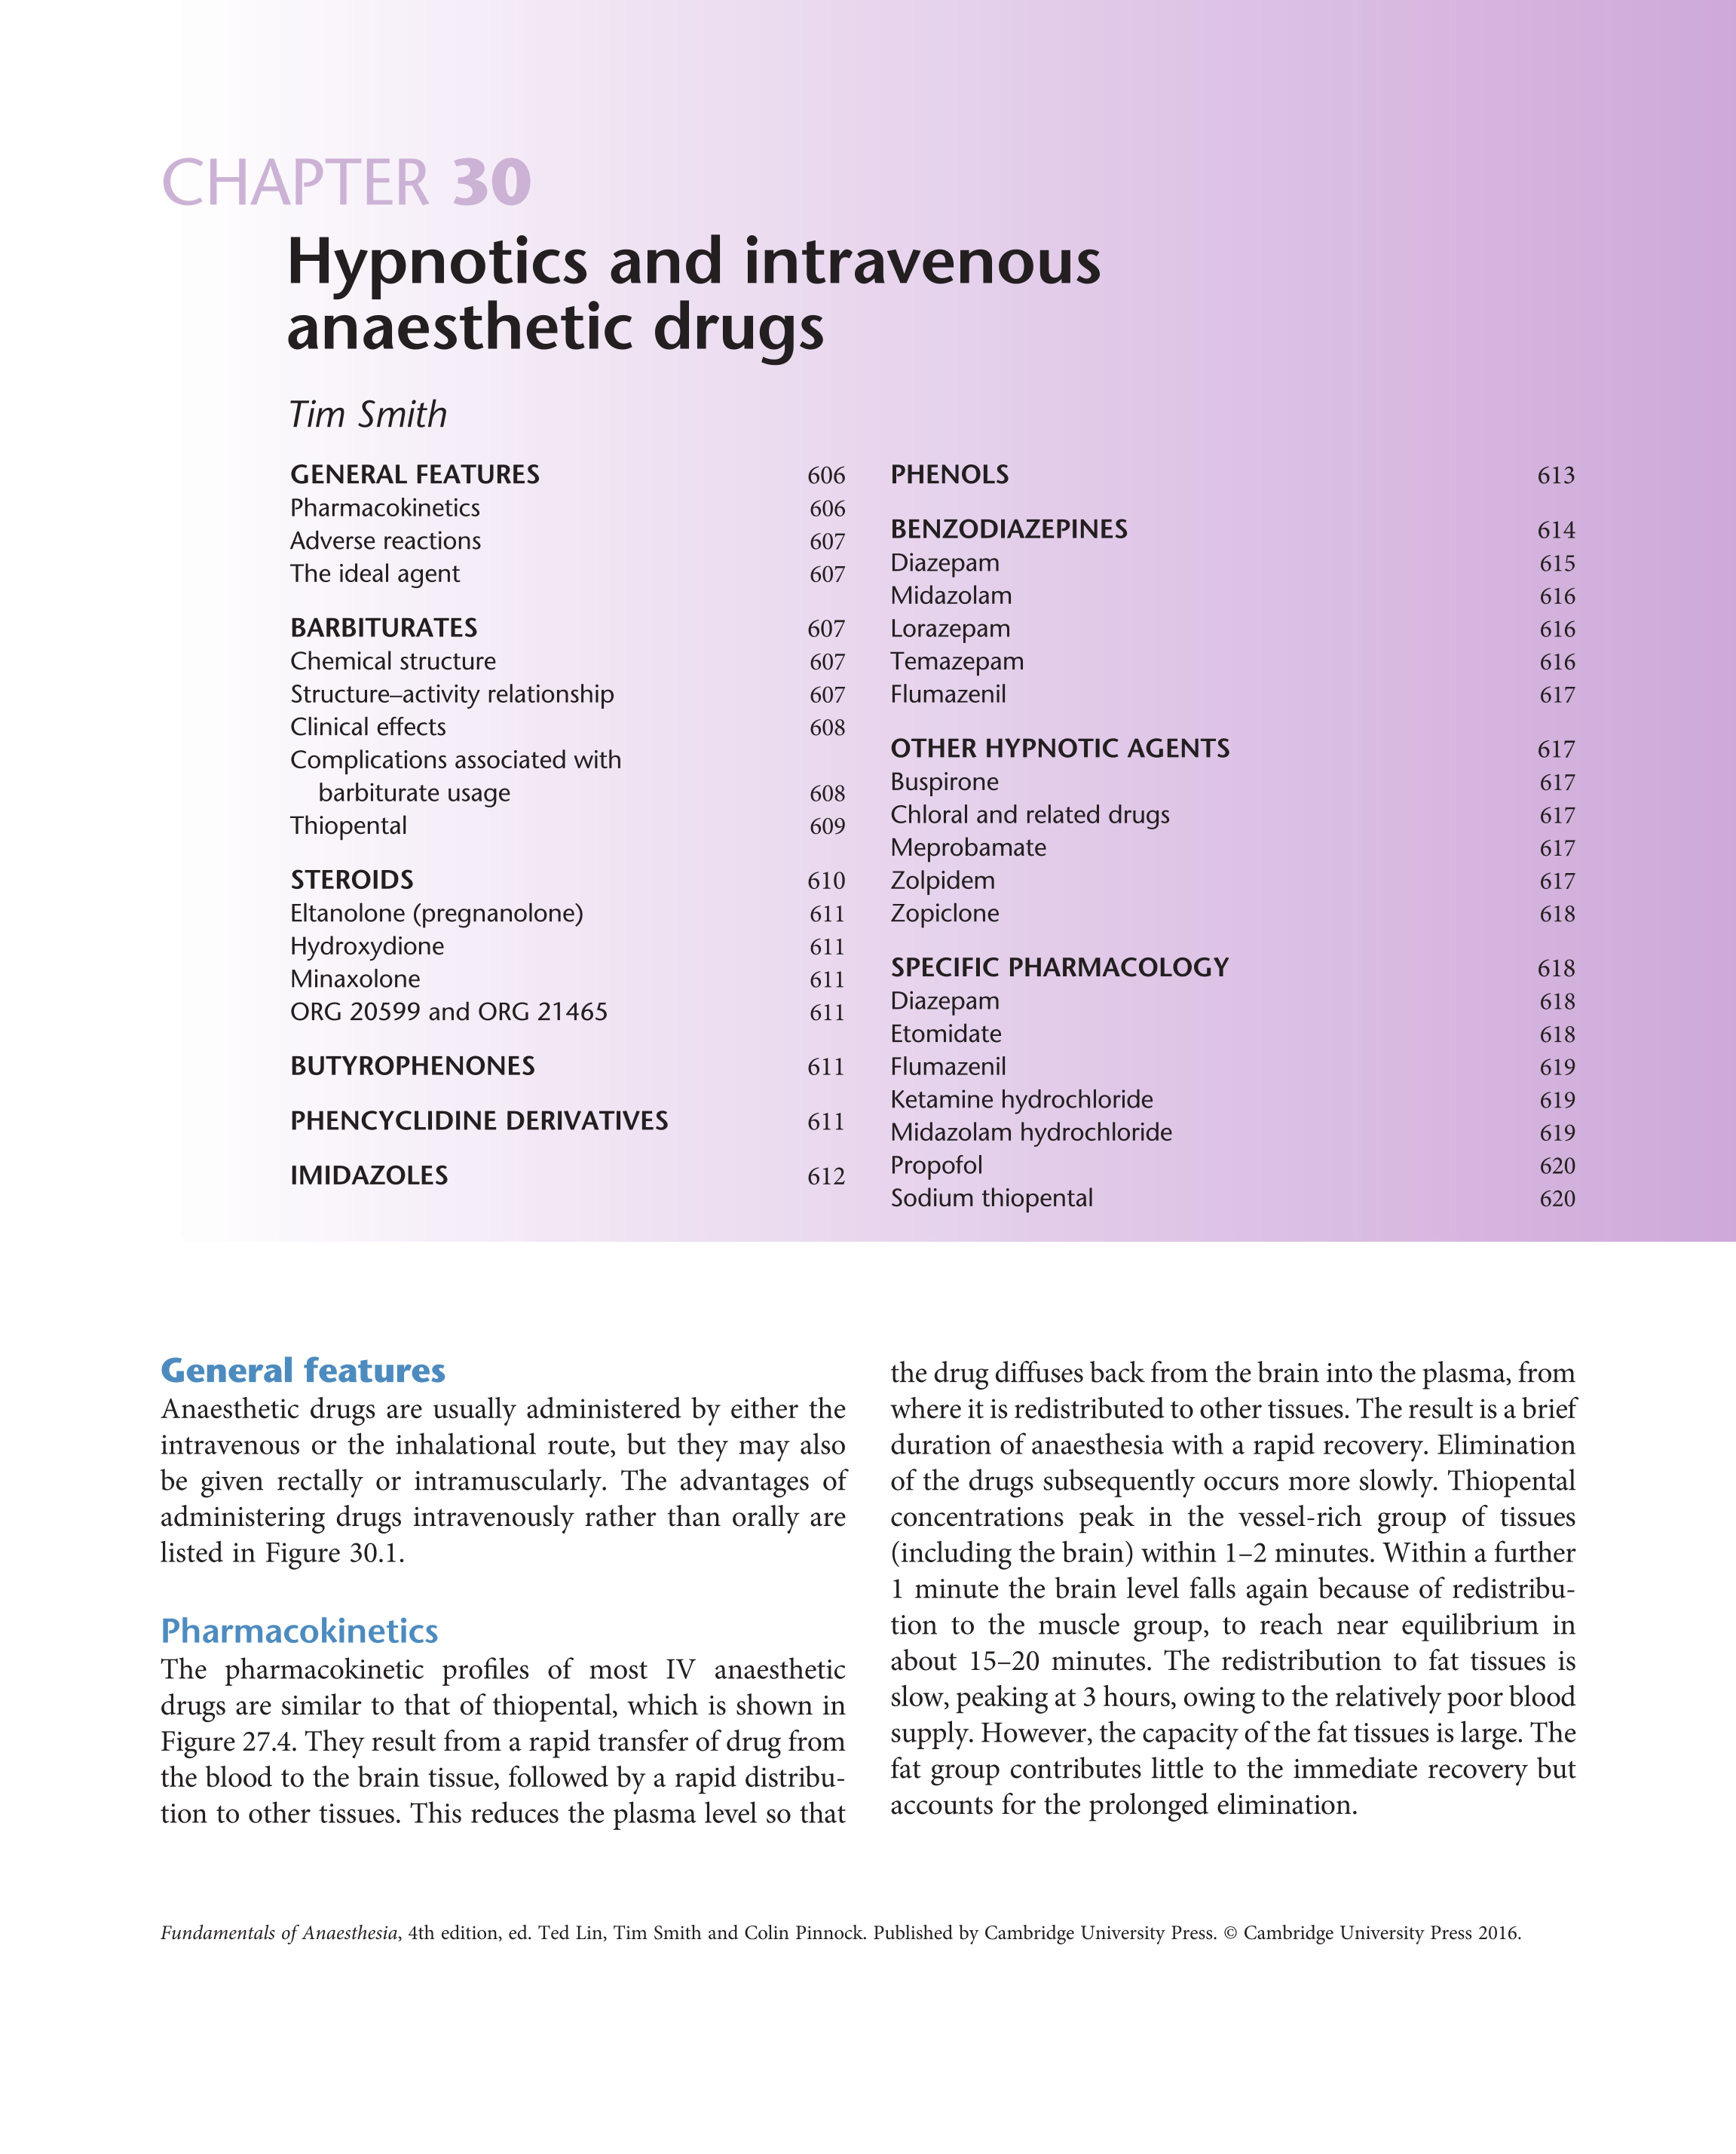 CHAPTER 30
Hypnotics and intravenous
anaesthetic drugs
Tim Smith
GENERAL FEATURES 606
Pharmacokinetics 606
Adverse reactions 607
The ideal agent 607
BARBITURATES 607
Chemical structure 607
Structure–activity relationship 607
Clinical effects 608
Complications associated with
barbiturate usage 608
Thiopental 609
STEROIDS 610
Eltanolone (pregnanolone) 611
Hydroxydione 611
Minaxolone 611
ORG 20599 and ORG 21465 611
BUTYROPHENONES 611
PHENCYCLIDINE DERIVATIVES 611
IMIDAZOLES 612
PHENOLS 613
BENZODIAZEPINES 614
Diazepam 615
Midazolam 616
Lorazepam 616
Temazepam 616
Flumazenil 617
OTHER HYPNOTIC AGENTS 617
Buspirone 617
Chloral and related drugs 617
Meprobamate 617
Zolpidem 617
Zopiclone 618
SPECIFIC PHARMACOLOGY 618
Diazepam 618
Etomidate 618
Flumazenil 619
Ketamine hydrochloride 619
Midazolam hydrochloride 619
Propofol 620
Sodium thiopental 620
General features
Anaesthetic drugs are usually administered by either the
intravenous or the inhalational route, but they may also
be given rectally or intramuscularly. The advantages of
administering drugs intravenously rather than orally are
listed in Figure 30.1.
Pharmacokinetics
The pharmacokinetic profiles of most IV anaesthetic
drugs are similar to that of thiopental, which is shown in
Figure 27.4. They result from a rapid transfer of drug from
the blood to the brain tissue, followed by a rapid distribu-
tion to other tissues. This reduces the plasma level so that
the drug diffuses back from the brain into the plasma, from
where it is redistributed to other tissues. The result is a brief
duration of anaesthesia with a rapid recovery. Elimination
of the drugs subsequently occurs more slowly. Thiopental
concentrations peak in the vessel-rich group of tissues
(including the brain) within 1–2 minutes. Within a further
1 minute the brain level falls again because of redistribu-
tion to the muscle group, to reach near equilibrium in
about 15–20 minutes. The redistribution to fat tissues is
slow, peaking at 3 hours, owing to the relatively poor blood
supply. However, the capacity of the fat tissues is large. The
fat group contributes little to the immediate recovery but
accounts for the prolonged elimination.
Fundamentals of Anaesthesia, 4th edition, ed. Ted Lin, Tim Smith and Colin Pinnock. Published by Cambridge University Press. © Cambridge University Press 2016.